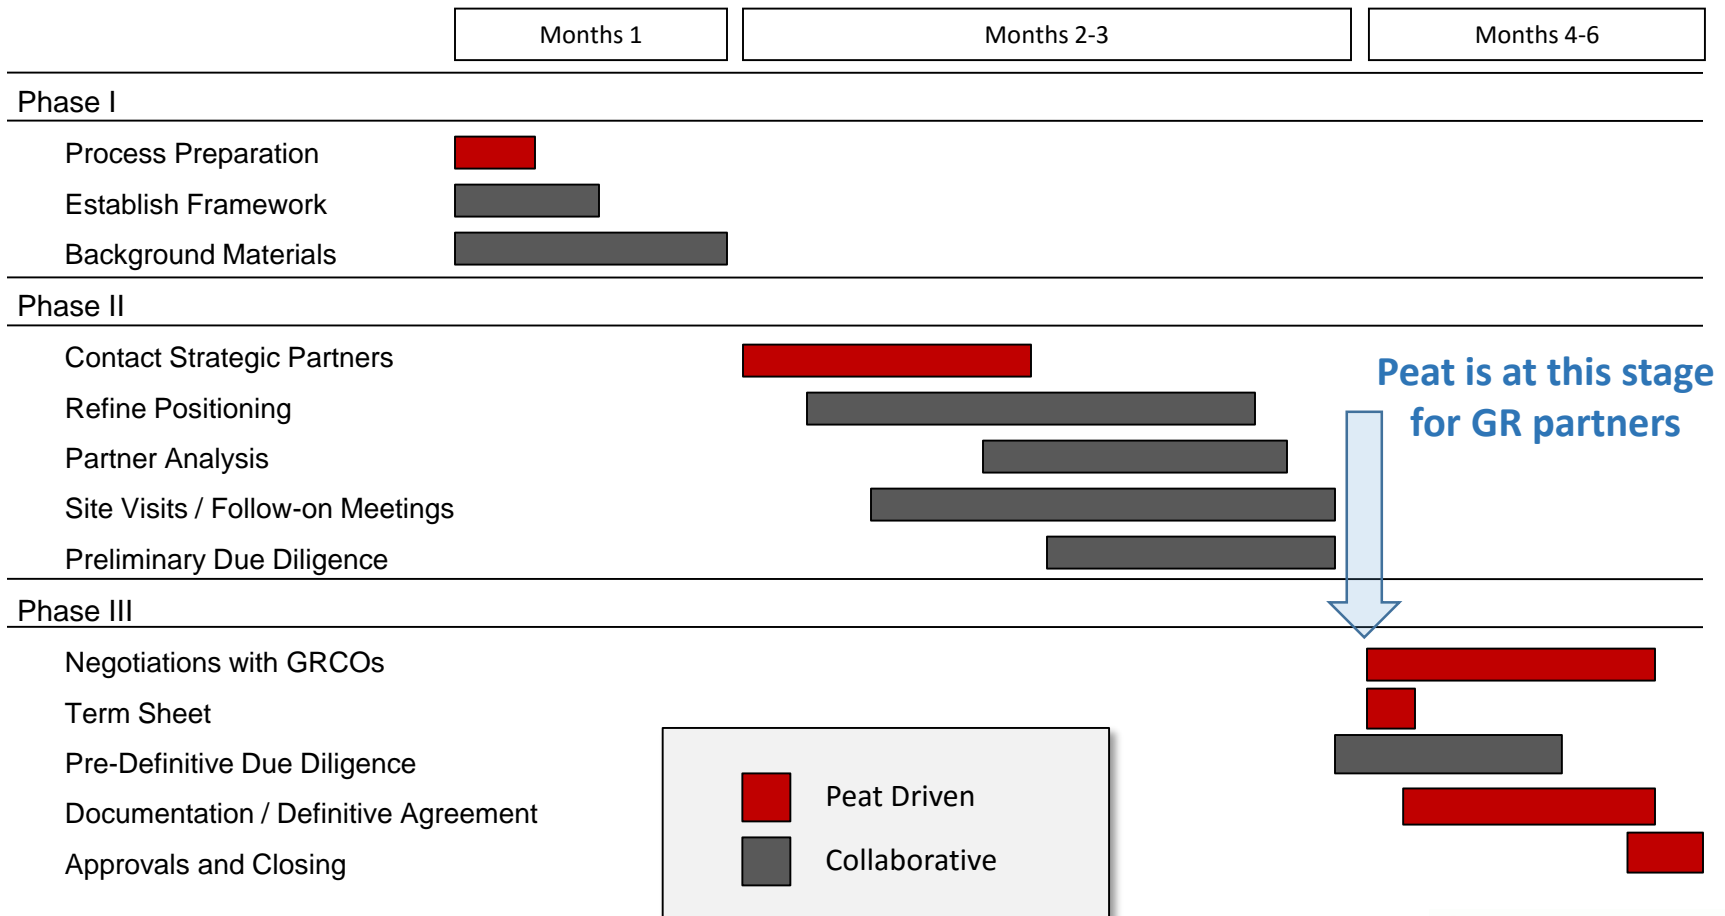 Months 1
Months 2-3
Months 4-6
Phase I
Process Preparation
Establish Framework
Background Materials
Phase II
Contact Strategic Partners
Refine Positioning
Partner Analysis
Site Visits / Follow-on Meetings
Preliminary Due Diligence
Peat is at this stage
for GR partners
Phase III
Negotiations with GRCOs
Term Sheet
Pre-Definitive Due Diligence
Documentation / Definitive Agreement
Approvals and Closing
Peat Driven
Collaborative